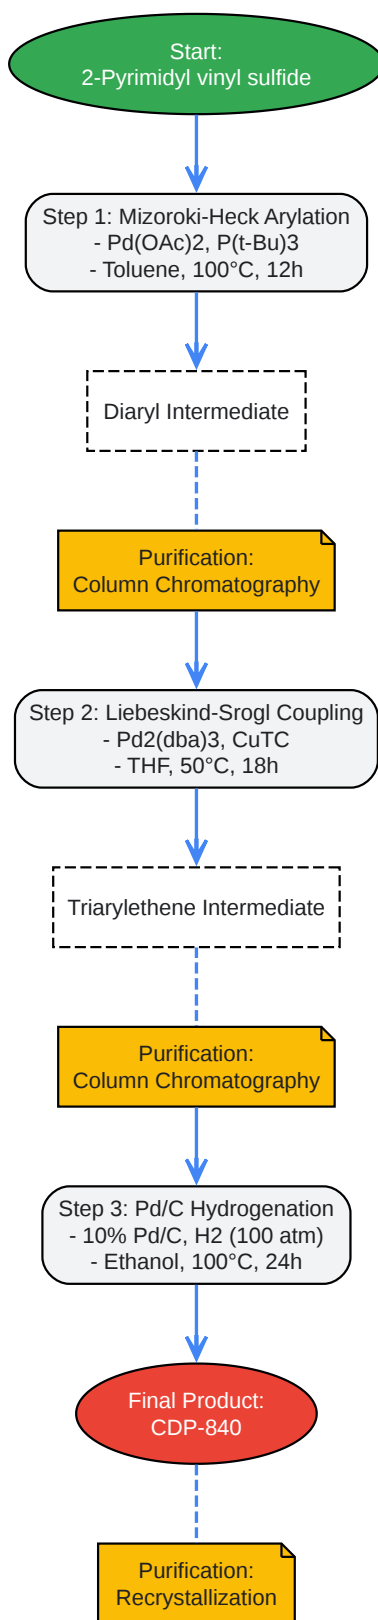 Start:
2-Pyrimidyl vinyl sulfide
Step 1: Mizoroki-Heck Arylation
- Pd(OAc)2, P(t-Bu)3
- Toluene, 100°C, 12h
Diaryl Intermediate
Purification:
Column Chromatography
Step 2: Liebeskind-Srogl Coupling
- Pd2(dba)3, CuTC
- THF, 50°C, 18h
Triarylethene Intermediate
Purification:
Column Chromatography
Step 3: Pd/C Hydrogenation
- 10% Pd/C, H2 (100 atm)
- Ethanol, 100°C, 24h
Final Product:
CDP-840
Purification:
Recrystallization